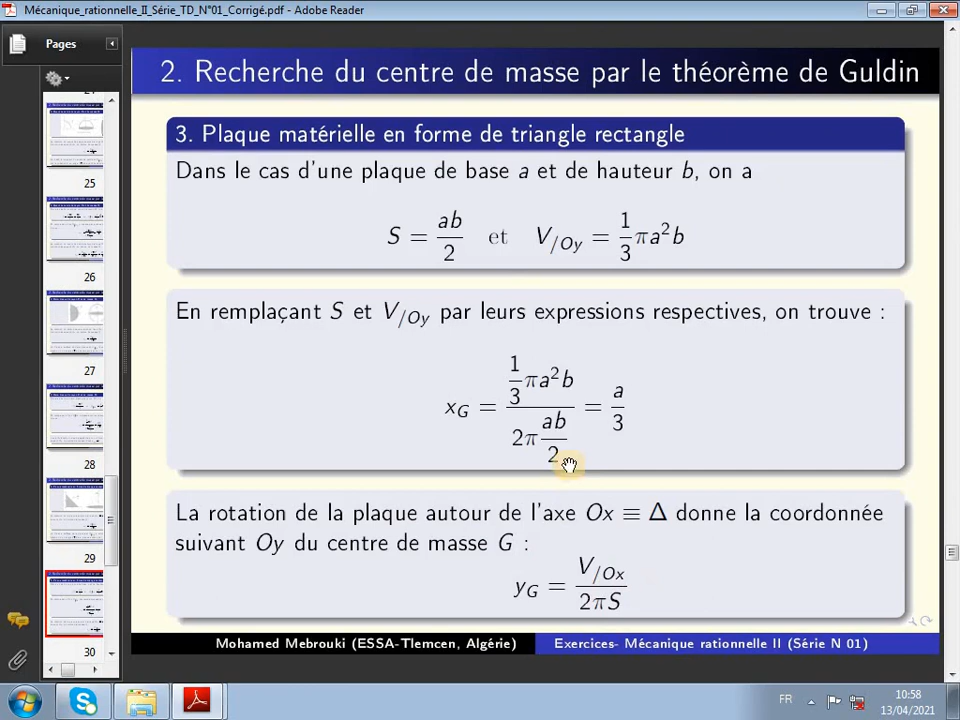 Mécanique_rationnelle_II_Série_TD_N°01_Corrigé.pdf - Adobe Reader
Pages
25
26
27
28
29
30
2. Recherche du centre de masse par le théorème de Guldin
3. Plaque matérielle en forme de triangle rectangle
Dans le cas d'une plaque de base a et de hauteur b, on a
S = ab/2 et V/Oy = 1/3 πa²b
En remplaçant S et V/Oy par leurs expressions respectives, on trouve :
xG = (1/3 πa²b)/(2π ab/2) = a/3
La rotation de la plaque autour de l'axe Ox ≡ Δ donne la coordonnée
suivant Oy du centre de masse G :
yG = V/Ox / 2πS
Mohamed Mebrouki (ESSA-Tlemcen, Algérie) Exercices- Mécanique rationnelle II (Série N 01)
FR
10:58
13/04/2021